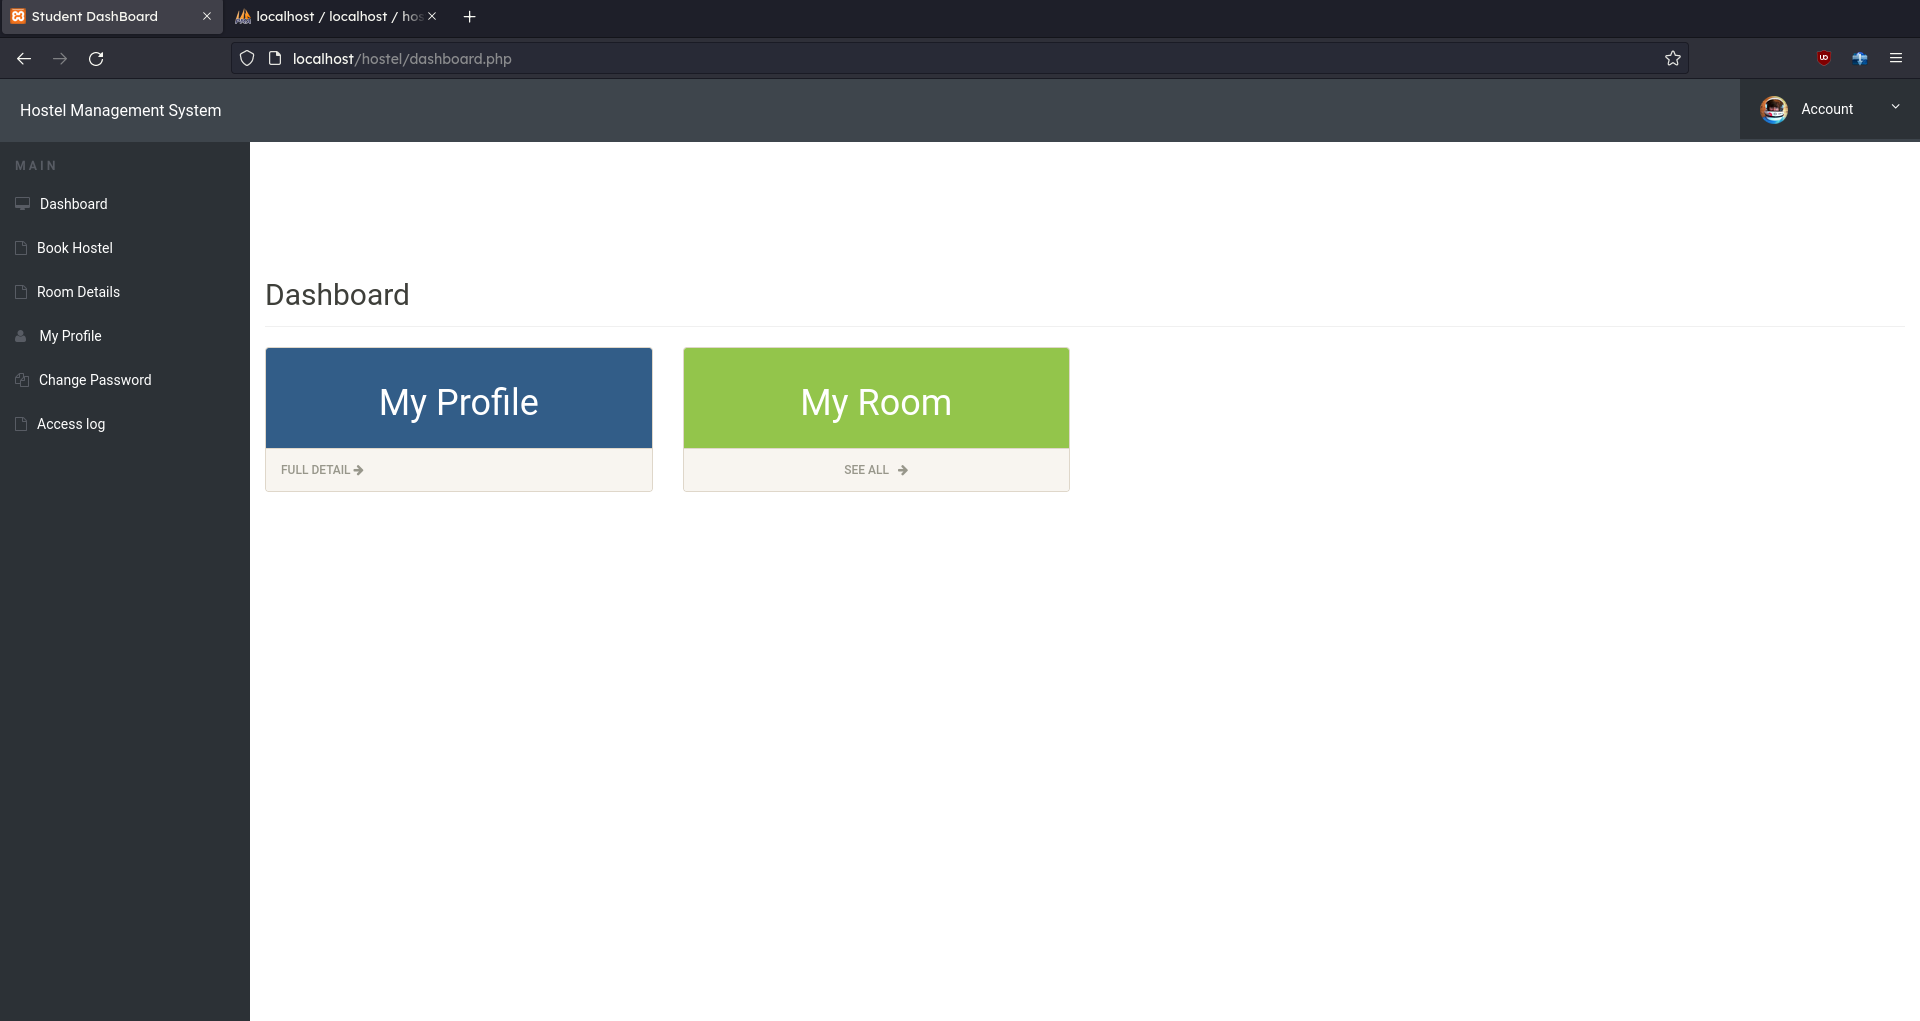 Student DashBoard
localhost / localhost / hos
localhost/hostel/dashboard.php
Hostel Management System
Account
MAIN
Dashboard
Book Hostel
Room Details
My Profile
Change Password
Access log
Dashboard
My Profile
FULL DETAIL
My Room
SEE ALL